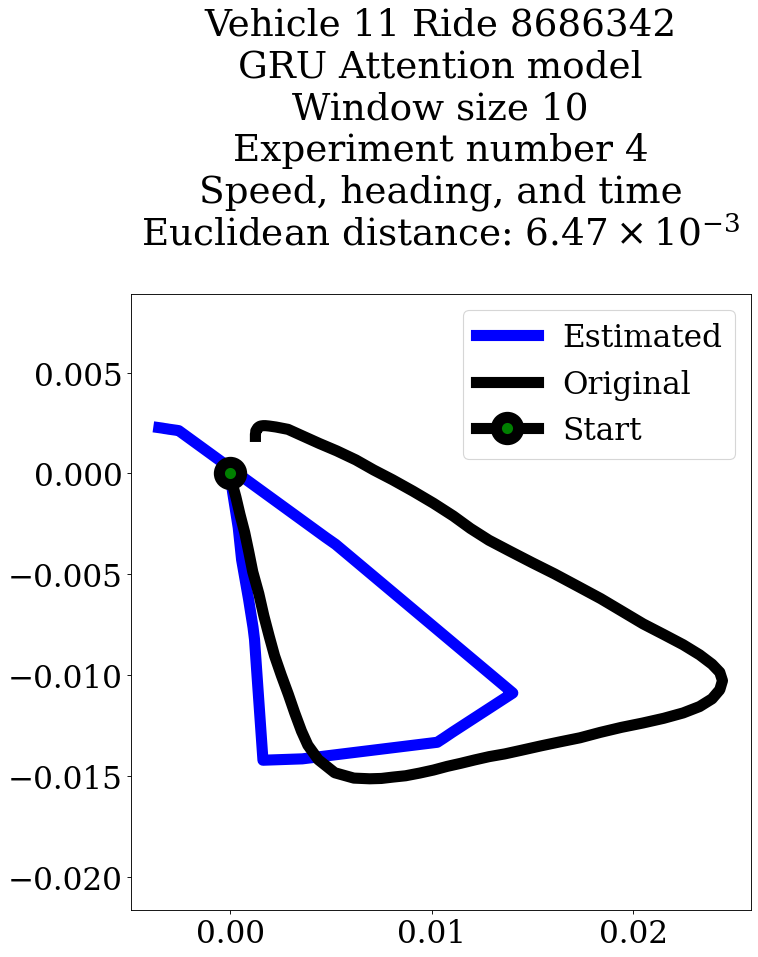 Vehicle 11 Ride 8686342
GRU Attention model
Window size 10
Experiment number 4
Speed, heading, and time
Euclidean distance: 6.47 × 10⁻³
Estimated
Original
Start
0.005
0.000
−0.005
−0.010
−0.015
−0.020
0.00 0.01 0.02